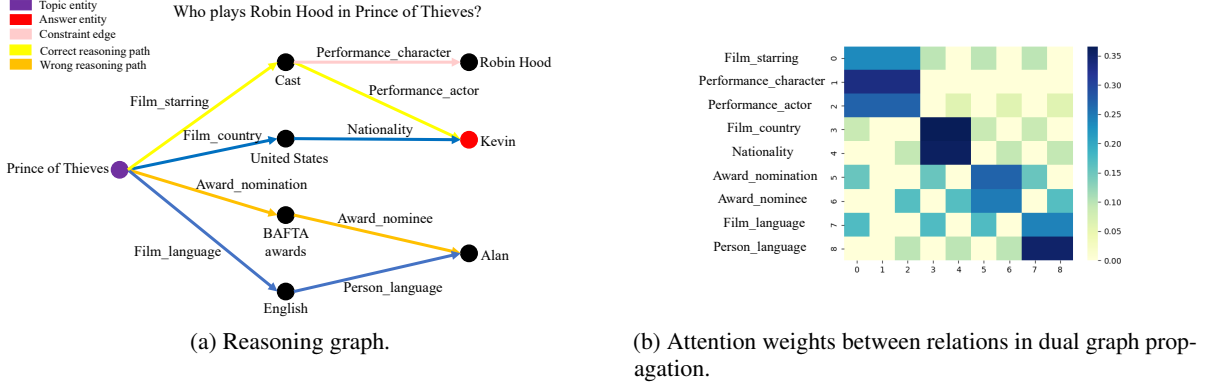 Who plays Robin Hood in Prince of Thieves?
Topic entity
Answer entity
Constraint edge
Correct reasoning path
Wrong reasoning path
Performance_character
Robin Hood
Cast
Film_starring
Performance_actor
Film_country
Nationality
Kevin
United States
Prince of Thieves
Award_nomination
Award_nominee
BAFTA
awards
Film_language
Alan
Person_language
English
(a) Reasoning graph.
Film_starring 0
Performance_character 1
Performance_actor 2
Film_country 3
Nationality 4
Award_nomination 5
Award_nominee 6
Film_language 7
Person_language 8
0 1 2 3 4 5 6 7 8
0.35
0.30
0.25
0.20
0.15
0.10
0.05
0.00
(b) Attention weights between relations in dual graph prop-
agation.